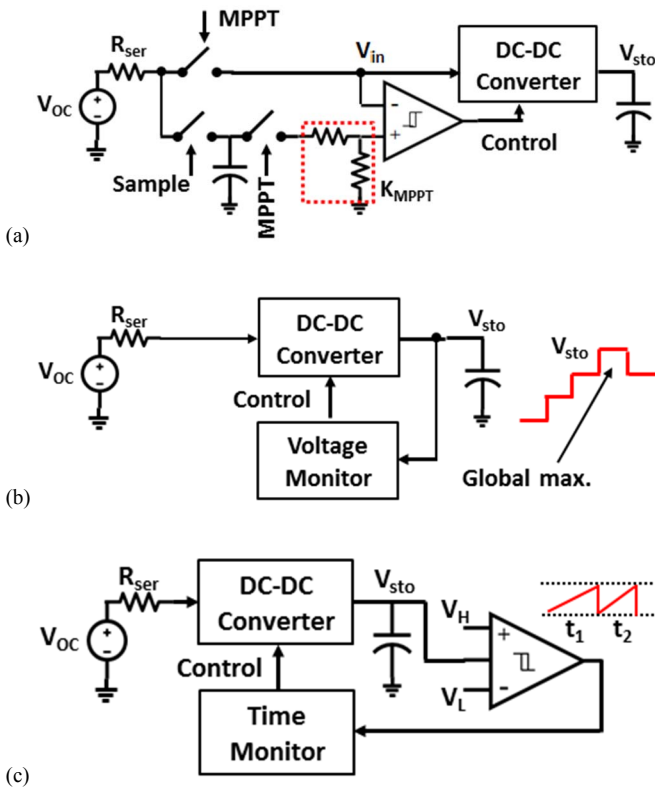 MPPT
R_ser
V_in
DC-DC
Converter
V_sto
V_OC
+
−
-
+
Control
Sample
MPPT
K_MPPT
(a)
R_ser
DC-DC
Converter
V_sto
V_OC
+
−
Control
Voltage
Monitor
V_sto
Global max.
(b)
R_ser
DC-DC
Converter
V_sto
V_OC
+
−
V_H
+
V_L
-
t_1 t_2
Control
Time
Monitor
(c)